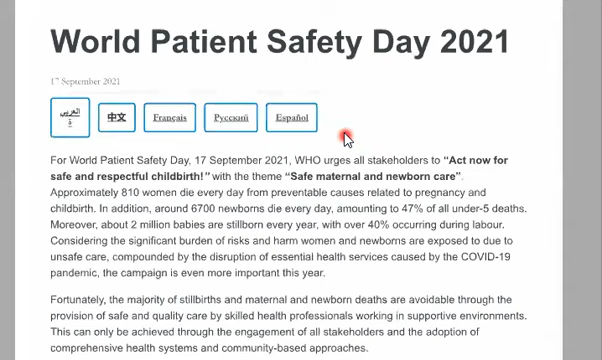 World Patient Safety Day 2021
17 September 2021
العربية
中文
Français
Русский
Español
For World Patient Safety Day, 17 September 2021, WHO urges all stakeholders to “Act now for
safe and respectful childbirth!” with the theme “Safe maternal and newborn care”.
Approximately 810 women die every day from preventable causes related to pregnancy and
childbirth. In addition, around 6700 newborns die every day, amounting to 47% of all under-5 deaths.
Moreover, about 2 million babies are stillborn every year, with over 40% occurring during labour.
Considering the significant burden of risks and harm women and newborns are exposed to due to
unsafe care, compounded by the disruption of essential health services caused by the COVID-19
pandemic, the campaign is even more important this year.
Fortunately, the majority of stillbirths and maternal and newborn deaths are avoidable through the
provision of safe and quality care by skilled health professionals working in supportive environments.
This can only be achieved through the engagement of all stakeholders and the adoption of
comprehensive health systems and community-based approaches.